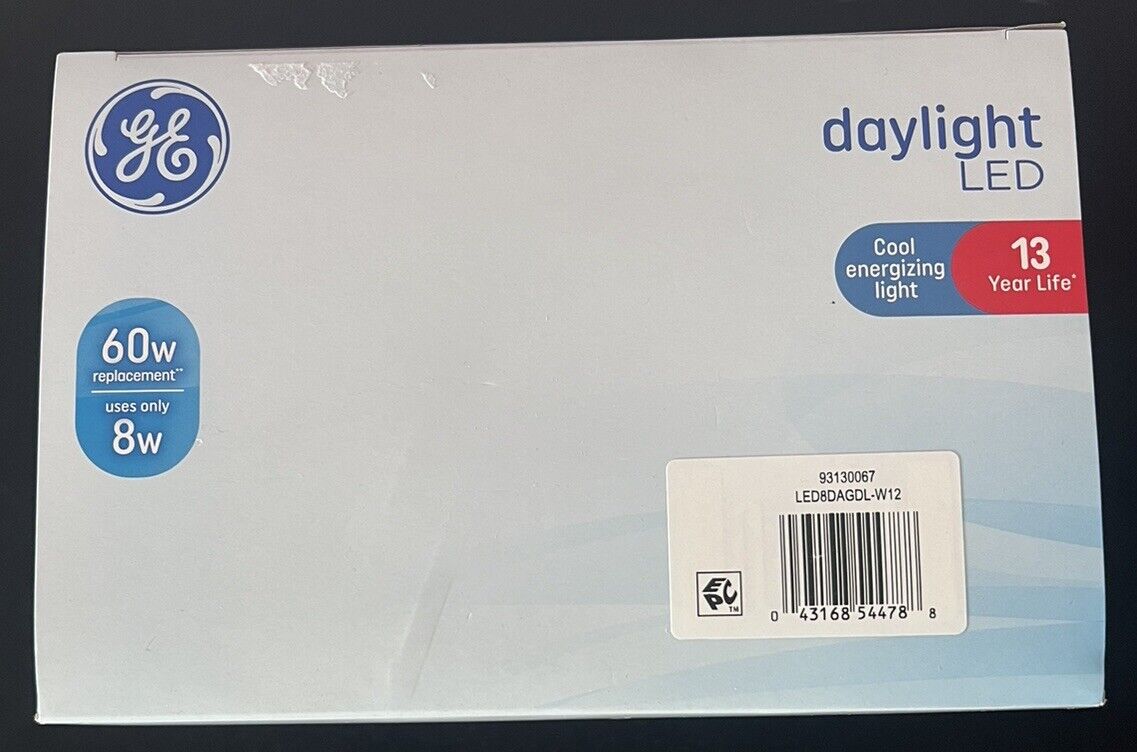 GE
daylight
LED
Cool
energizing
light
13
Year Life*
60w
replacement**
uses only
8w
93130067
LED8DAGDL-W12
EPC™
0 43168 54478 8